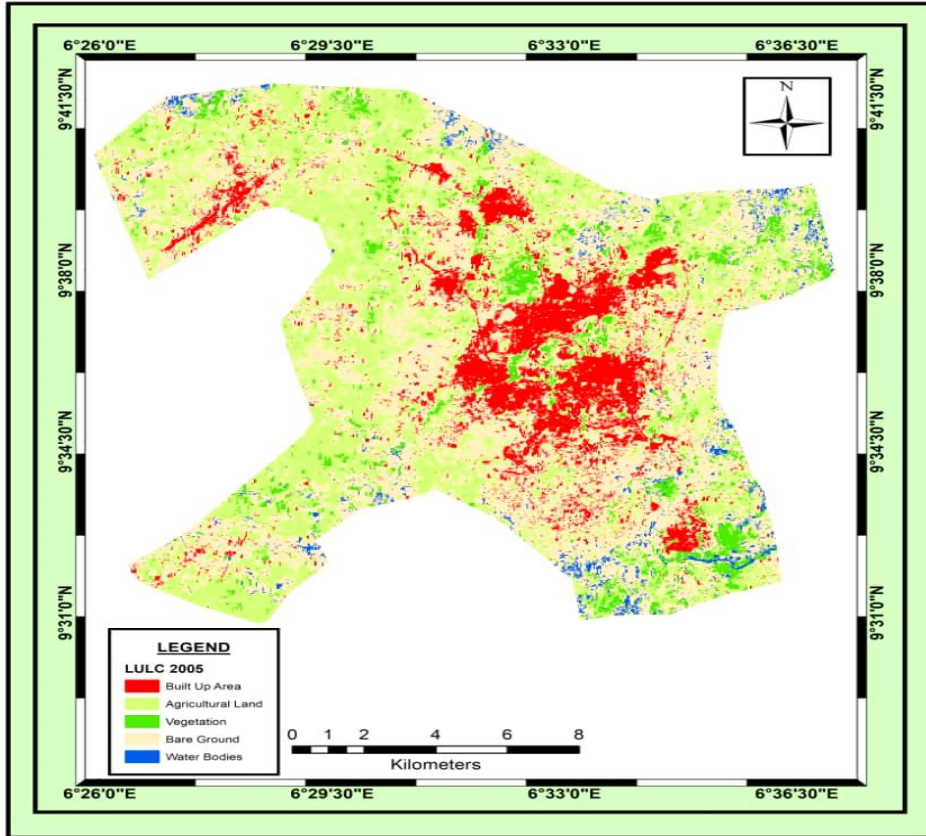 6°26'0"E 6°29'30"E 6°33'0"E 6°36'30"E
N
9°41'30"N 9°41'30"N
9°38'0"N 9°38'0"N
9°34'30"N 9°34'30"N
9°31'0"N 9°31'0"N
LEGEND
LULC 2005
Built Up Area
Agricultural Land
Vegetation
Bare Ground
Water Bodies
0 1 2 4 6 8
Kilometers
6°26'0"E 6°29'30"E 6°33'0"E 6°36'30"E